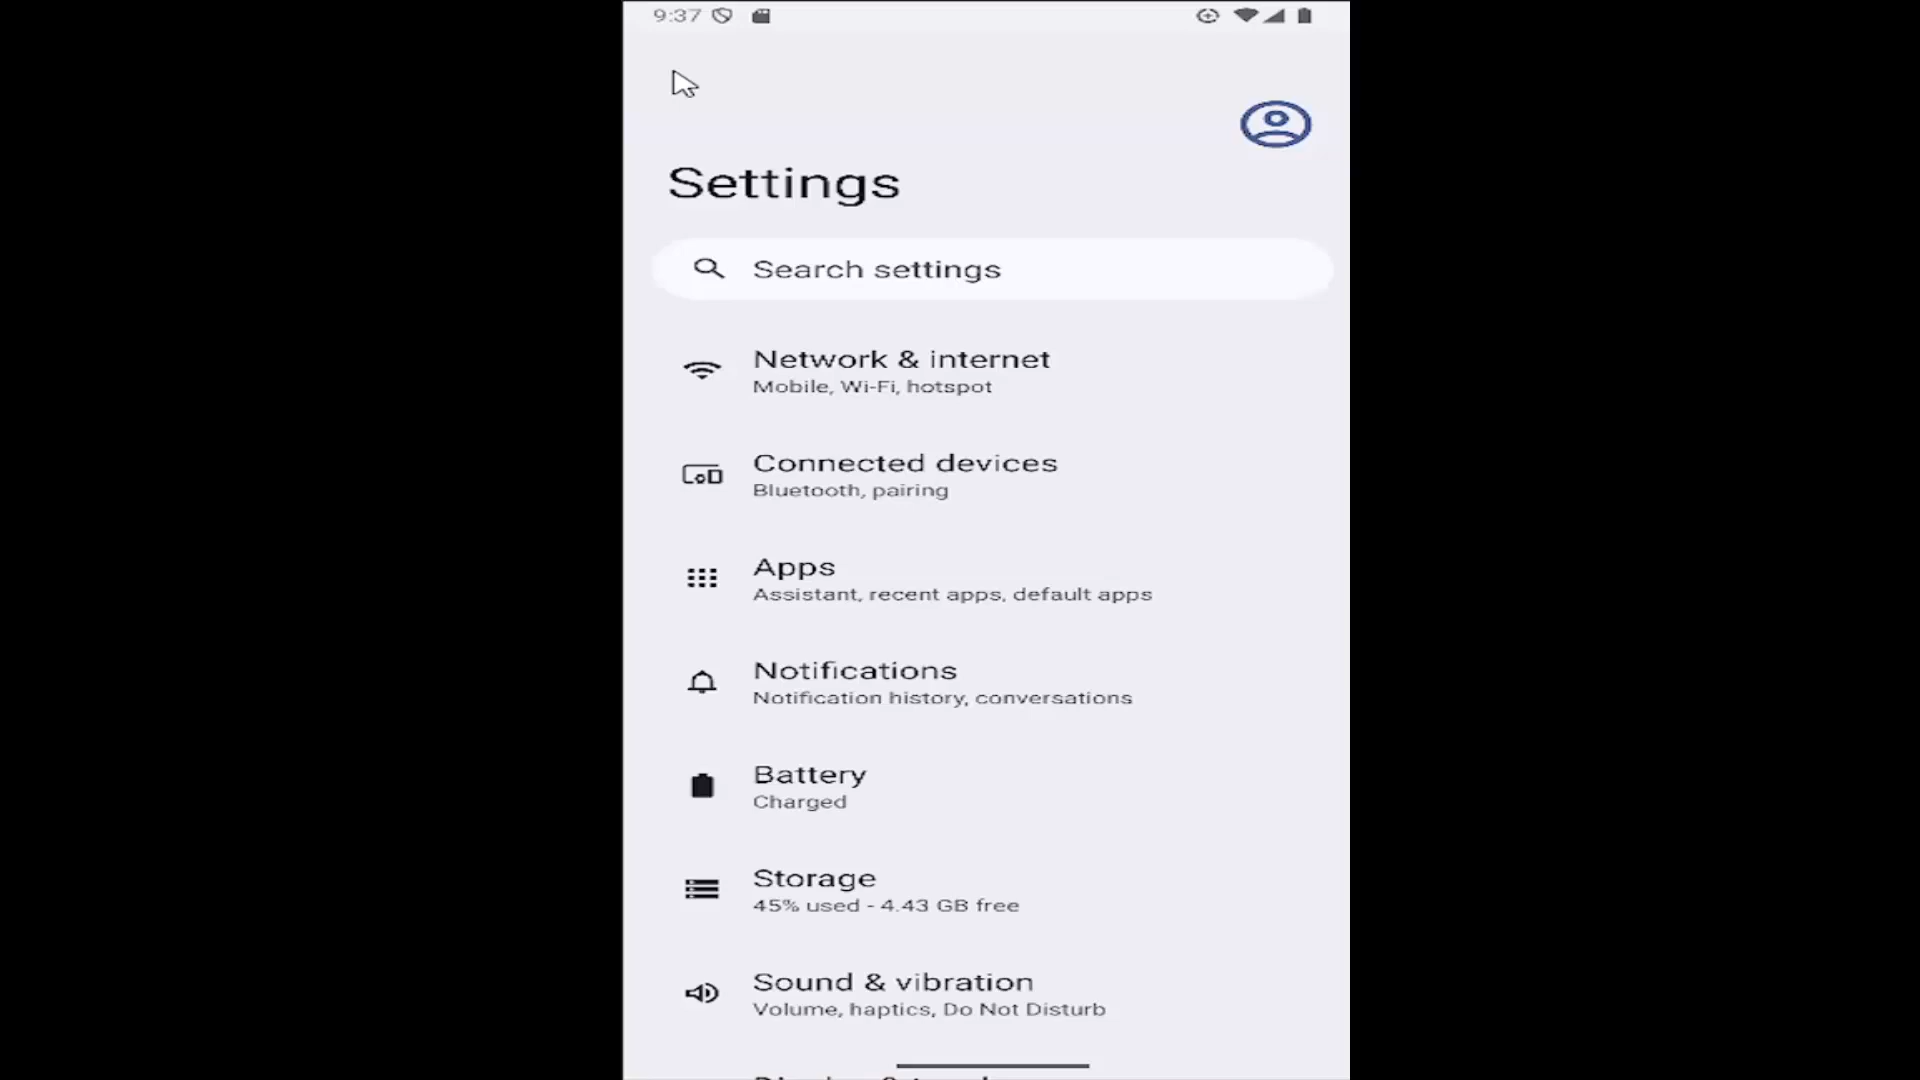 9:37
Settings
Search settings
Network & internet
Mobile, Wi-Fi, hotspot
Connected devices
Bluetooth, pairing
Apps
Assistant, recent apps, default apps
Notifications
Notification history, conversations
Battery
Charged
Storage
45% used - 4.43 GB free
Sound & vibration
Volume, haptics, Do Not Disturb